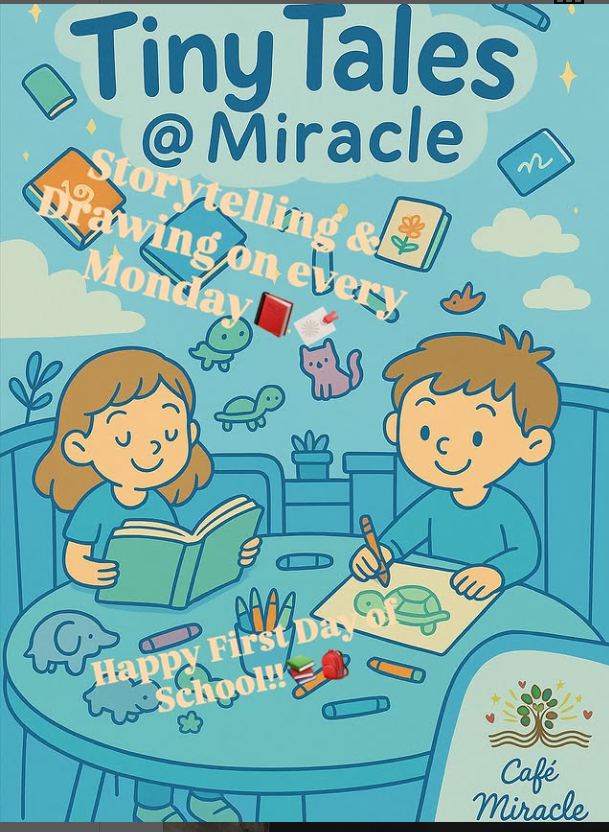 Tiny Tales
@ Miracle
Storytelling &
Drawing on every
Monday
n
Happy First Day of
School!!
Café
Miracle